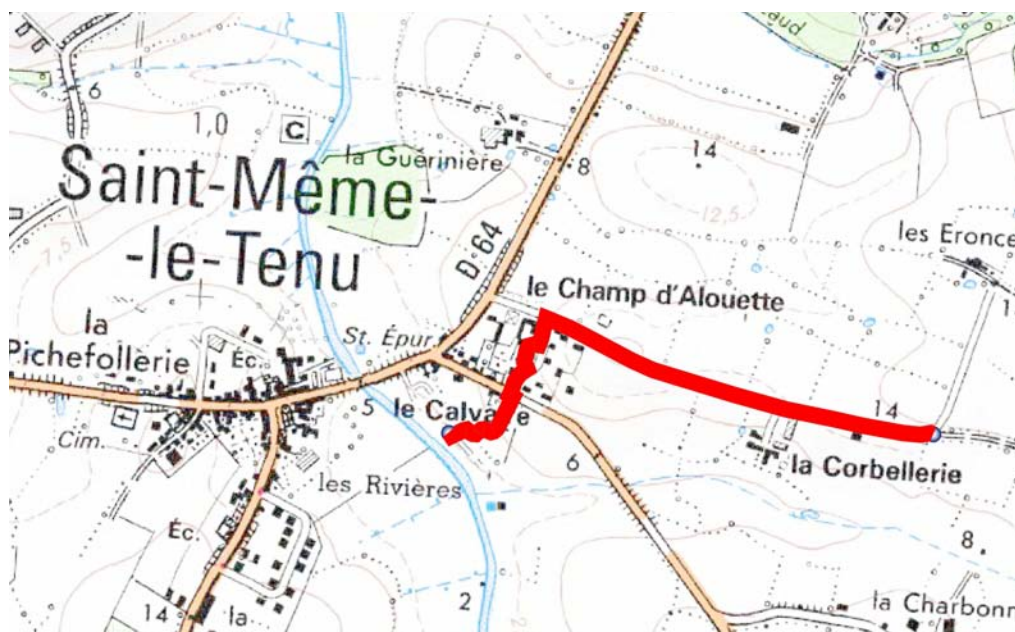 6
1,0
C
la Guérinière
8
14
12,5
Saint-Même-
-le-Tenu
7,5
D.64
les Eronce
le Champ d'Alouette
la
Pichefollerie
Éc.
St. Épur.
5
le Calvaire
14
Cim.
les Rivières
6
la Corbellerie
Éc.
8.
14
la
2
la Charbonn